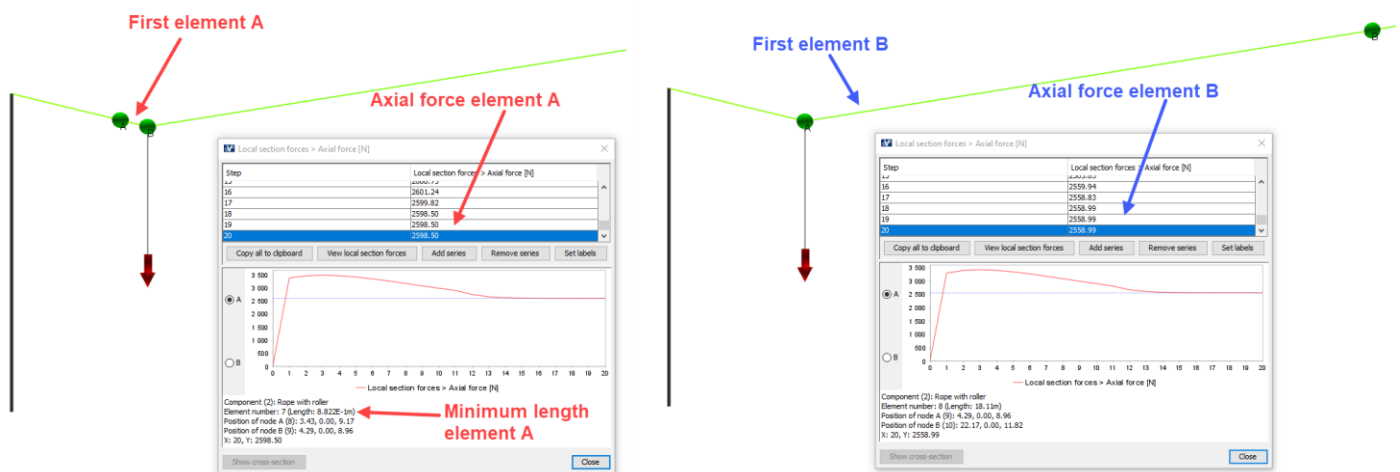 First element A
Axial force element A
A
B
Local section forces > Axial force [N]
Step
Local section forces > Axial force [N]
16
2601.24
17
2599.82
18
2598.50
19
2598.50
20
2598.50
Copy all to clipboard
View local section forces
Add series
Remove series
Set labels
3 500
3 000
2 500
2 000
1 500
1 000
500
0
A
B
0 1 2 3 4 5 6 7 8 9 10 11 12 13 14 15 16 17 18 19 20
Local section forces > Axial force [N]
Component (2): Rope with roller
Element number: 7 (Length: 8.822E-1m)
Position of node A (8): 3.43, 0.00, 9.17
Position of node B (9): 4.29, 0.00, 8.96
X: 20, Y: 2598.50
Minimum length
element A
Show cross-section
Close
First element B
Axial force element B
A
B
Local section forces > Axial force [N]
Step
Local section forces > Axial force [N]
16
2559.94
17
2558.83
18
2558.99
19
2558.99
20
2558.99
Copy all to clipboard
View local section forces
Add series
Remove series
Set labels
3 500
3 000
2 500
2 000
1 500
1 000
500
0
A
B
0 1 2 3 4 5 6 7 8 9 10 11 12 13 14 15 16 17 18 19 20
Local section forces > Axial force [N]
Component (2): Rope with roller
Element number: 8 (Length: 18.11m)
Position of node A (9): 4.29, 0.00, 8.96
Position of node B (10): 22.17, 0.00, 11.82
X: 20, Y: 2558.99
Show cross-section
Close